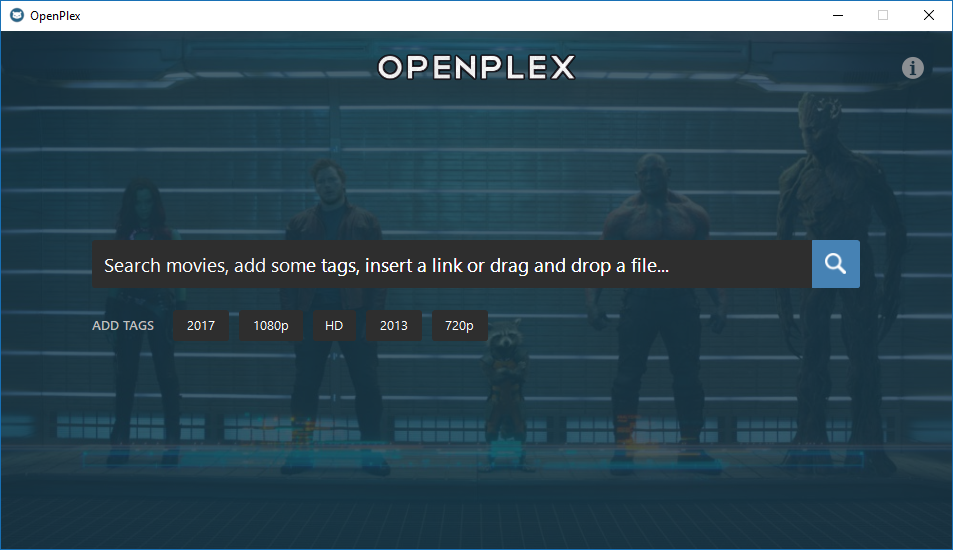 OpenPlex
OPENPLEX
Search movies, add some tags, insert a link or drag and drop a file...
ADD TAGS 2017 1080p HD 2013 720p